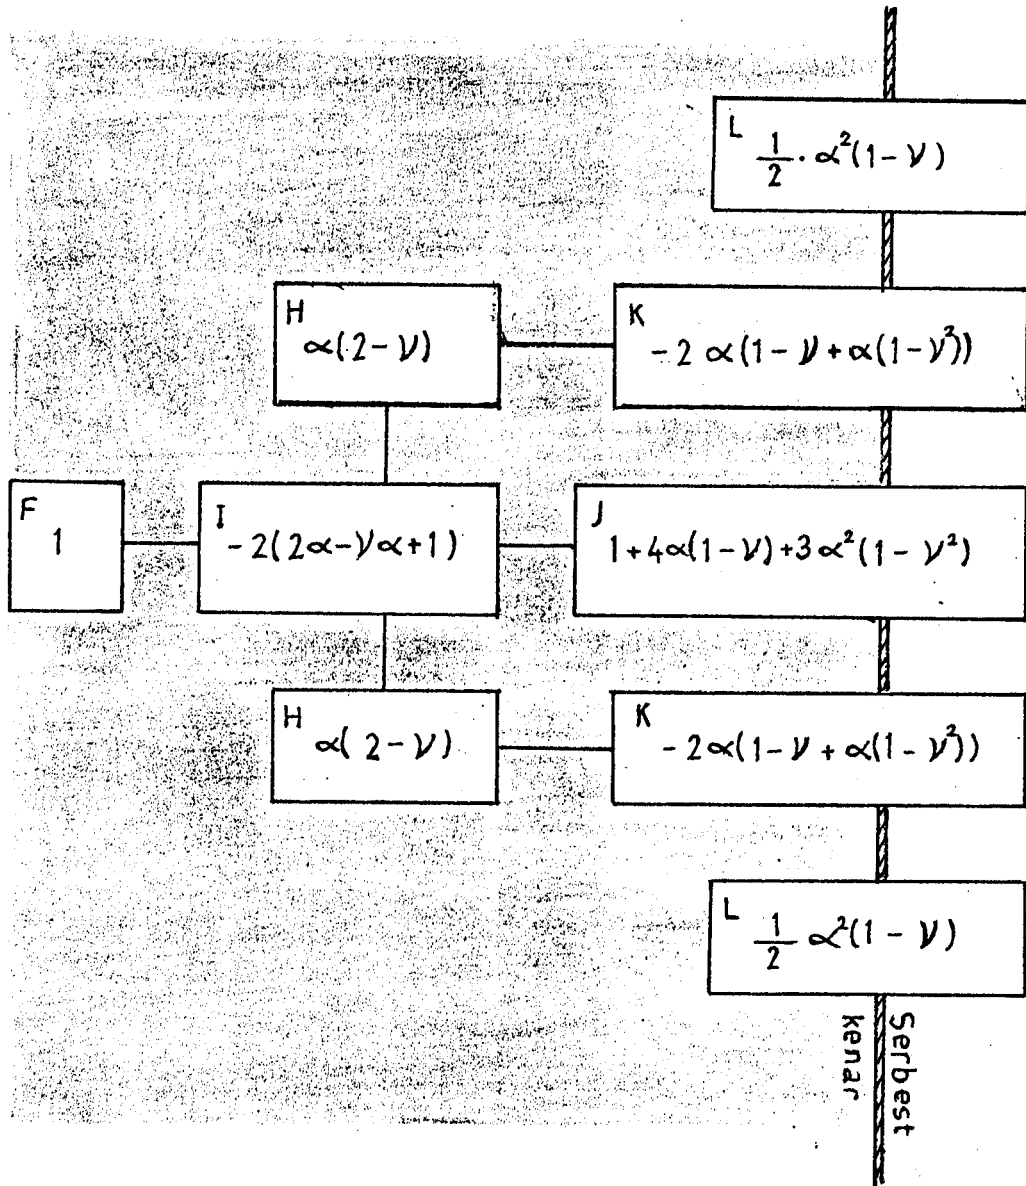 L
1/2 · α²(1 - ν)
H
α(2 - ν)
K
- 2 α(1 - ν + α(1 - ν²))
F
1
I
- 2(2α - να + 1)
J
1 + 4α(1 - ν) + 3α²(1 - ν²)
H
α(2 - ν)
K
- 2α(1 - ν + α(1 - ν²))
L
1/2 α²(1 - ν)
Serbest
kenar